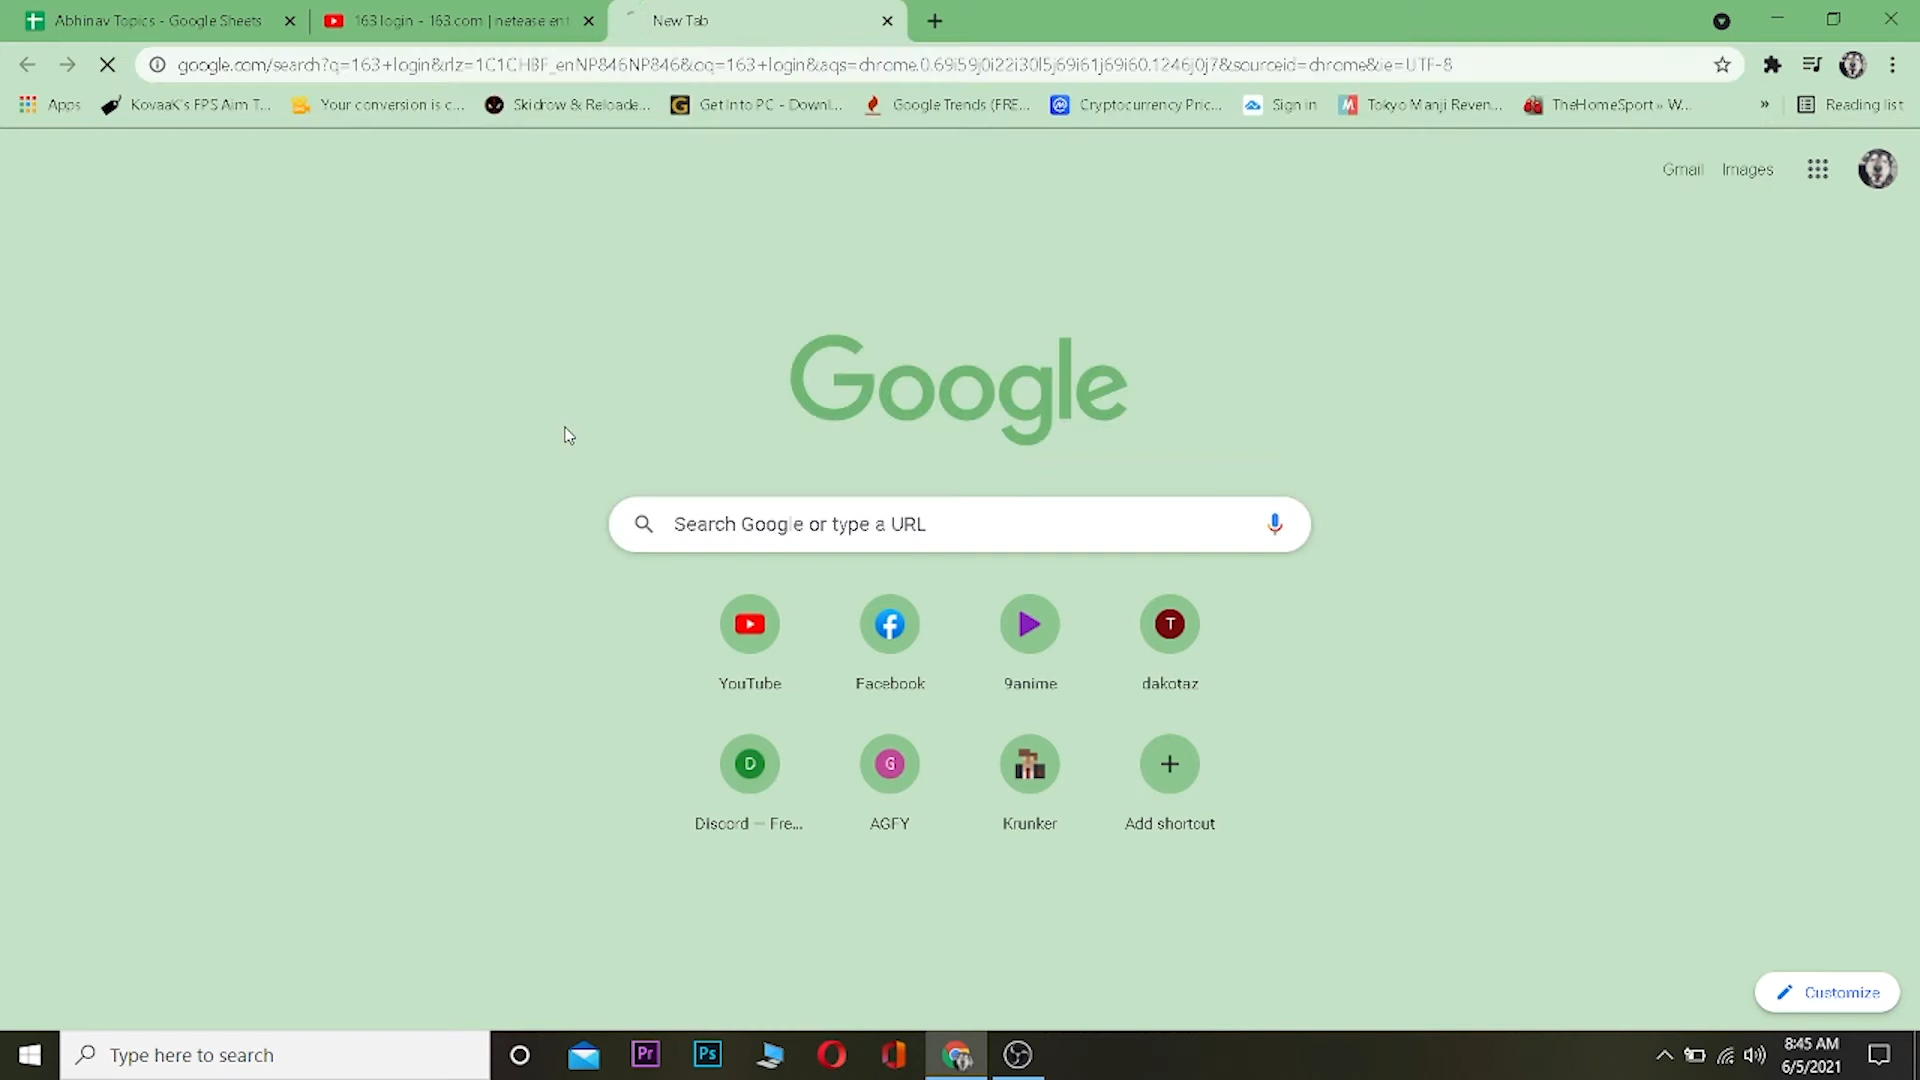 Abhinav Topics - Google Sheets
163 login - 163.com | netease ent
New Tab
google.com/search?q=163+login&rlz=1C1CHBF_enNP846NP846&oq=163+login&aqs=chrome.0.69i59j0i22i30l5j69i61j69i60.1246j0j7&sourceid=chrome&ie=UTF-8
Apps
KovaaK's FPS Aim T...
Your conversion is c...
Skidrow & Reloade...
Get Into PC - Downl...
Google Trends (FRE...
Cryptocurrency Pric...
Sign in
Tokyo Manji Reven...
TheHomeSport » W...
»
Reading list
Gmail
Images
Google
Search Google or type a URL
YouTube
Facebook
9anime
T
dakotaz
D
Discord — Fre...
G
AGFY
Krunker
Add shortcut
Customize
Type here to search
Pr
Ps
8:45 AM
6/5/2021